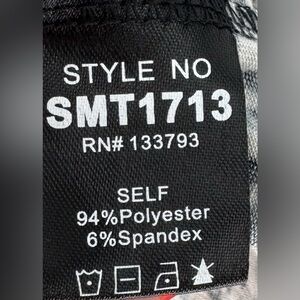 STYLE NO
SMT1713
RN# 133793
SELF
94%Polyester
6%Spandex